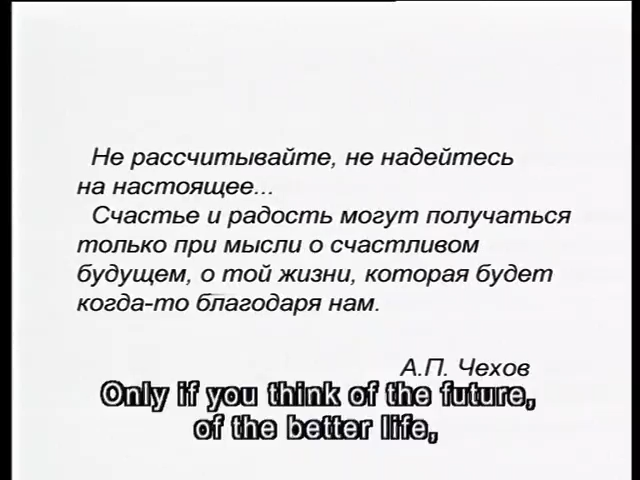 Не рассчитывайте, не надейтесь
на настоящее...
Счастье и радость могут получаться
только при мысли о счастливом
будущем, о той жизни, которая будет
когда-то благодаря нам.
А.П. Чехов
Only if you think of the future,
of the better life,